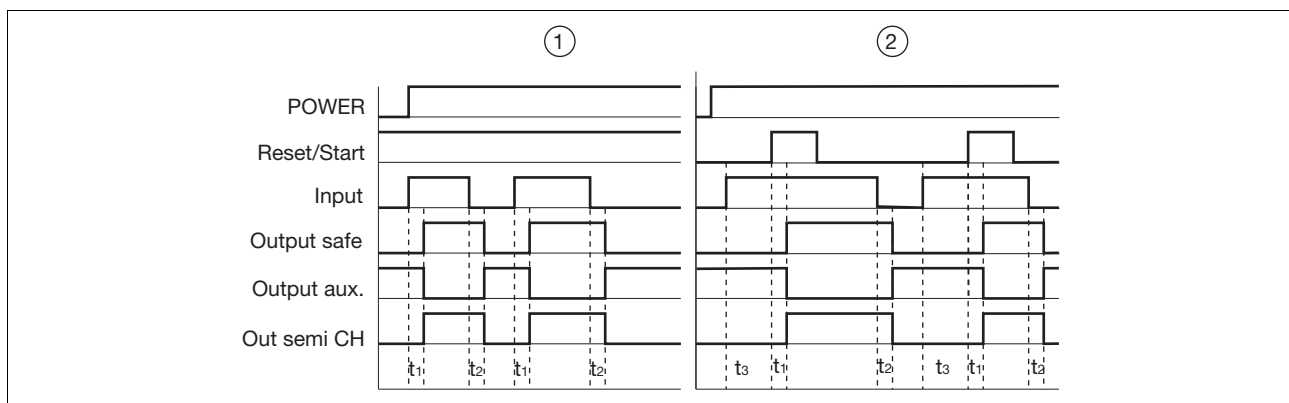 ① ②
POWER
Reset/Start
Input
Output safe
Output aux.
Out semi CH
t1 t2 t1 t2 t3 t1 t2 t3 t1 t2